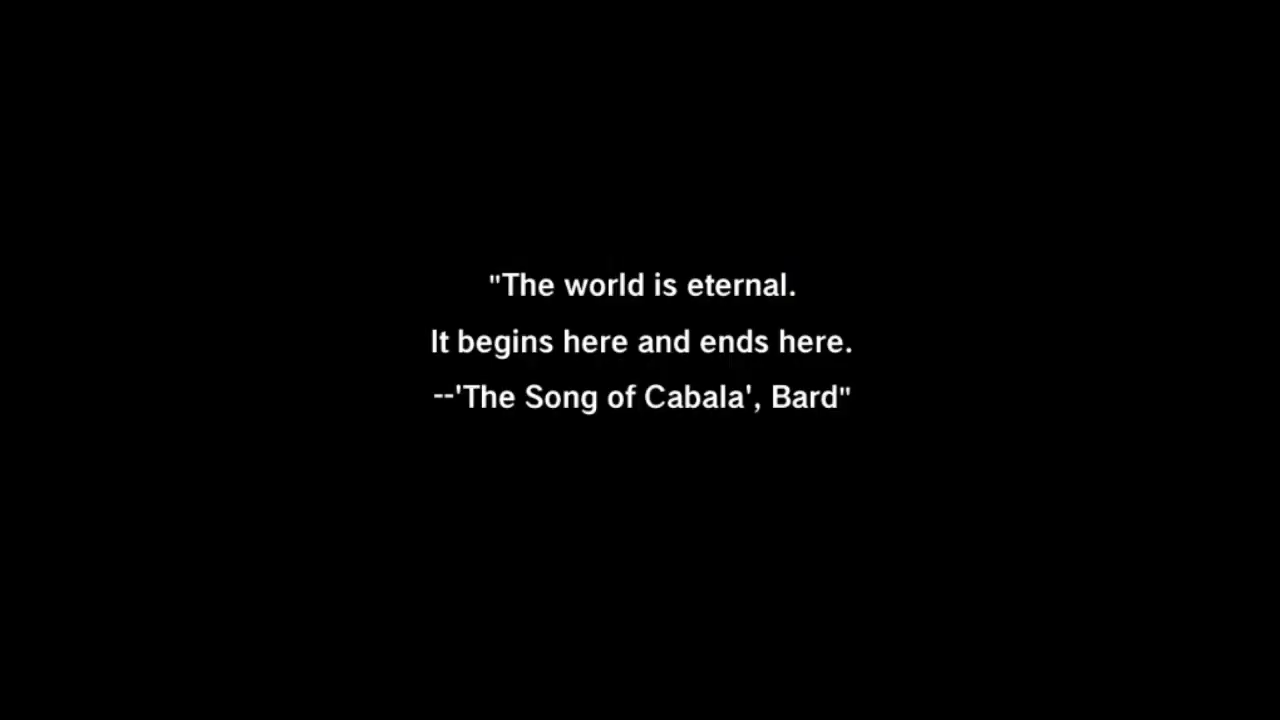 "The world is eternal.
It begins here and ends here.
--'The Song of Cabala', Bard"